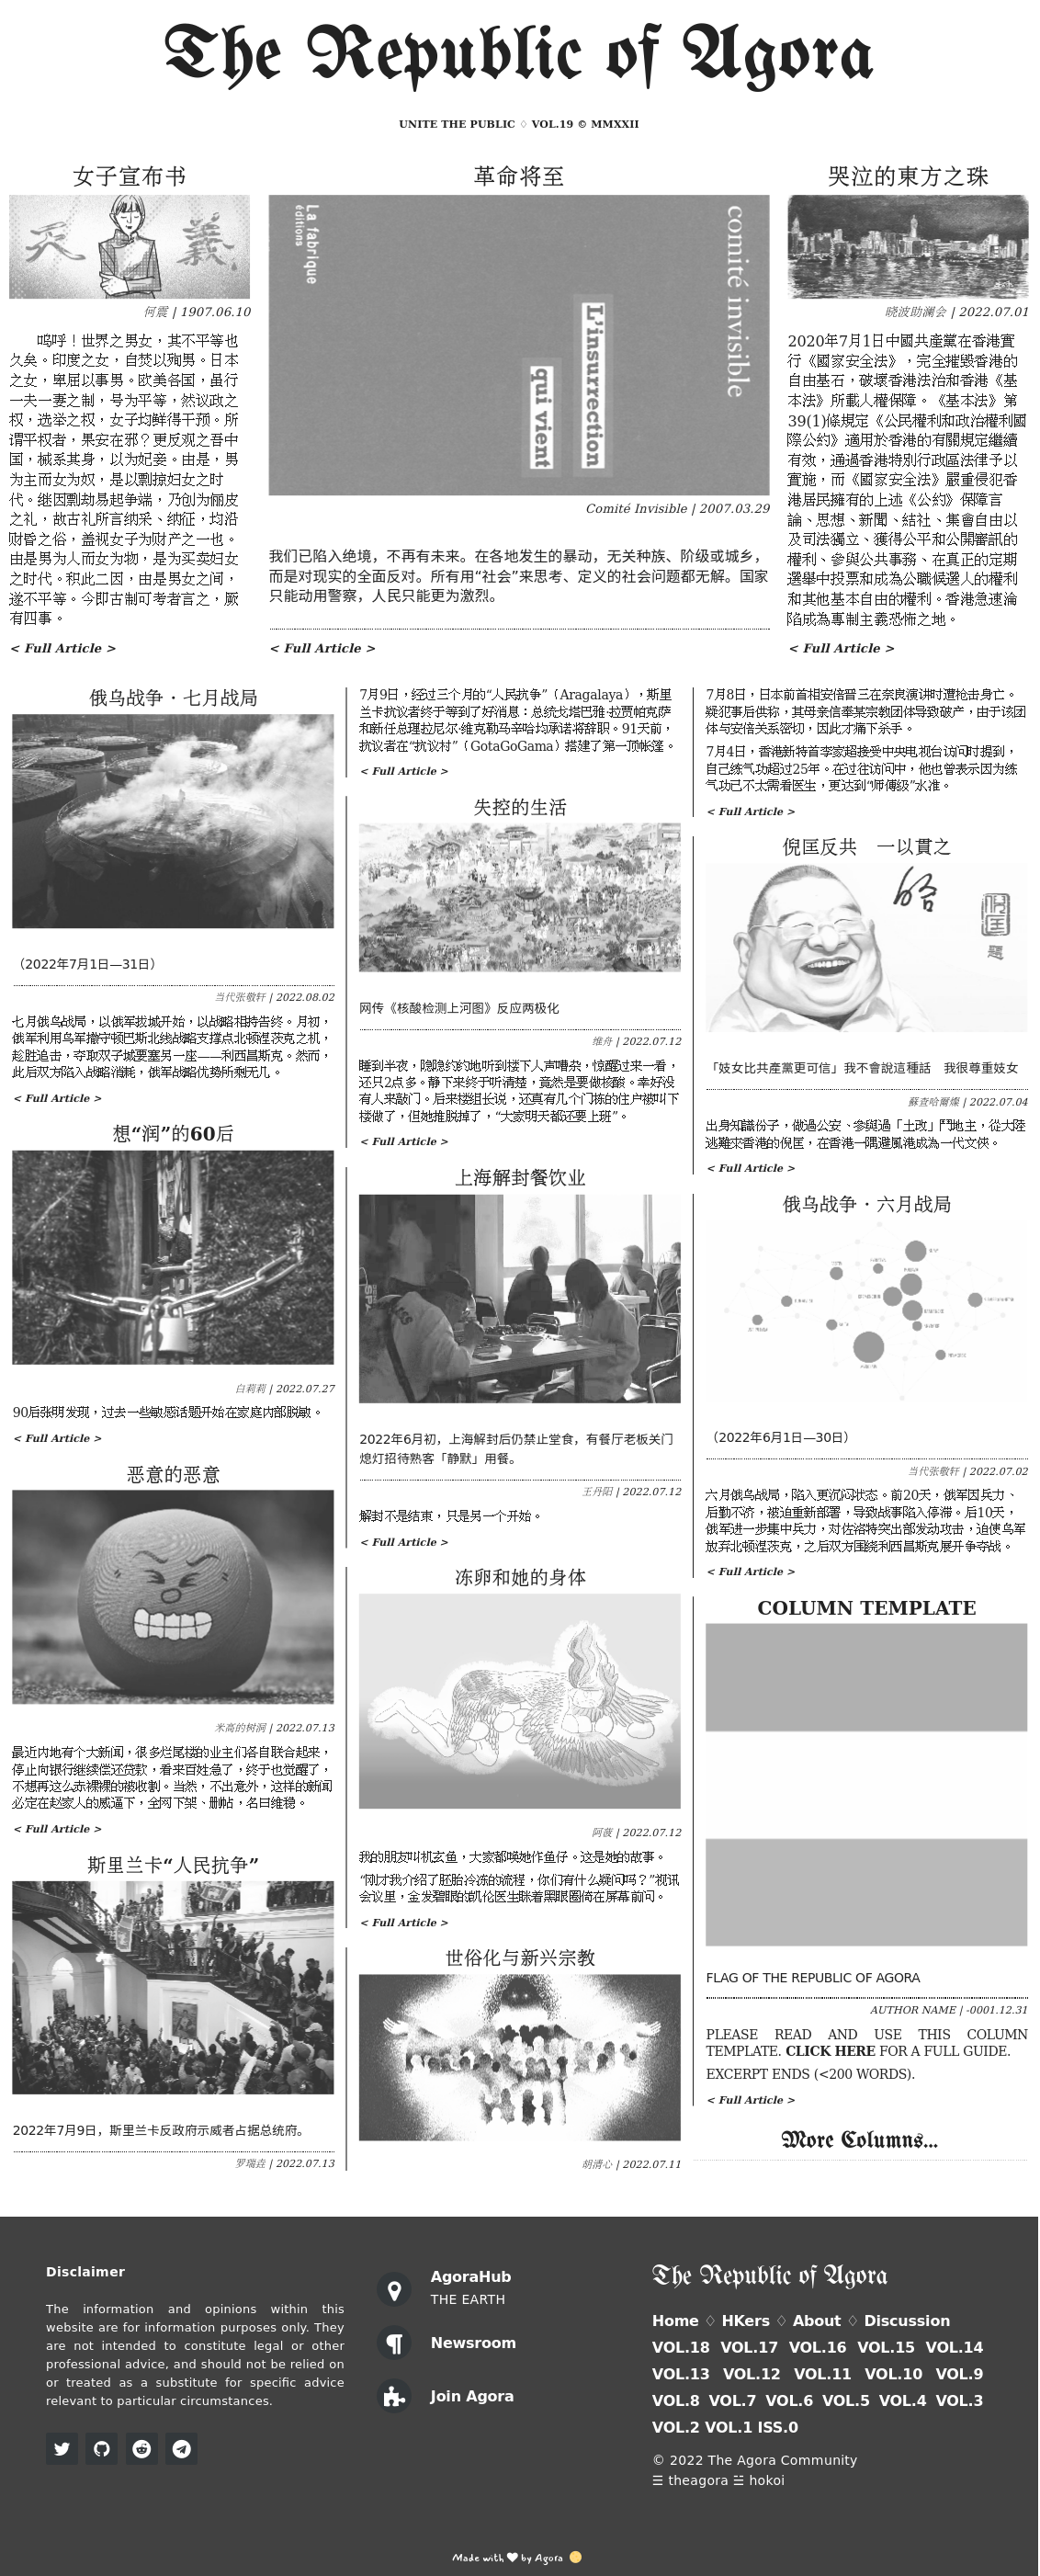 The Republic of Agora
UNITE THE PUBLIC ♢ VOL.19 © MMXXII
女子宣布书
何震 | 1907.06.10
呜呼！世界之男女，其不平等也
久矣。印度之女，自焚以殉男。日本
之女，卑屈以事男。欧美各国，虽行
一夫一妻之制，号为平等，然议政之
权，选举之权，女子均鲜得干预。所
谓平权者，果安在邪？更反观之吾中
国，械系其身，以为妃妾。由是，男
为主而女为奴，是以剽掠妇女之时
代。继因剽劫易起争端，乃创为俪皮
之礼，故古礼所言纳采、纳征，均沿
财昏之俗，盖视女子为财产之一也。
由是男为人而女为物，是为买卖妇女
之时代。积此二因，由是男女之间，
遂不平等。今即古制可考者言之，厥
有四事。
< Full Article >
革命将至
La fabrique
éditions
comité invisible
L'insurrection
qui vient
Comité Invisible | 2007.03.29
我们已陷入绝境，不再有未来。在各地发生的暴动，无关种族、阶级或城乡，
而是对现实的全面反对。所有用“社会”来思考、定义的社会问题都无解。国家
只能动用警察，人民只能更为激烈。
< Full Article >
哭泣的東方之珠
晓波助澜会 | 2022.07.01
2020年7月1日中國共產黨在香港實
行《國家安全法》，完全摧毀香港的
自由基石，破壞香港法治和香港《基
本法》所載人權保障。《基本法》第
39(1)條規定《公民權利和政治權利國
際公約》適用於香港的有關規定繼續
有效，通過香港特別行政區法律予以
實施，而《國家安全法》嚴重侵犯香
港居民擁有的上述《公約》保障言
論、思想、新聞、結社、集會自由以
及司法獨立、獲得公平和公開審訊的
權利、參與公共事務、在真正的定期
選舉中投票和成為公職候選人的權利
和其他基本自由的權利。香港急速淪
陷成為專制主義恐怖之地。
< Full Article >
俄乌战争 · 七月战局
（2022年7月1日—31日）
当代张敬轩 | 2022.08.02
七月俄乌战局，以俄军拔城开始，以战略相持告终。月初，
俄军利用乌军撤守顿巴斯北线战略支撑点北顿涅茨克之机，
趁胜追击，夺取双子城要塞另一座——利西昌斯克。然而，
此后双方陷入战略消耗，俄军战略优势所剩无几。
< Full Article >
想“润”的60后
白莉莉 | 2022.07.27
90后张玥发现，过去一些敏感话题开始在家庭内部脱敏。
< Full Article >
恶意的恶意
米高的树洞 | 2022.07.13
最近内地有个大新闻，很多烂尾楼的业主们各自联合起来，
停止向银行继续偿还贷款，看来百姓急了，终于也觉醒了，
不想再这么赤裸裸的被收割。当然，不出意外，这样的新闻
必定在赵家人的威逼下，全网下架、删帖，名曰维稳。
< Full Article >
斯里兰卡“人民抗争”
2022年7月9日，斯里兰卡反政府示威者占据总统府。
罗瑞垚 | 2022.07.13
7月9日，经过三个月的“人民抗争”（Aragalaya），斯里
兰卡抗议者终于等到了好消息：总统戈塔巴雅·拉贾帕克萨
和新任总理拉尼尔·维克勒马辛哈均承诺将辞职。91天前，
抗议者在“抗议村”（GotaGoGama）搭建了第一顶帐篷。
< Full Article >
失控的生活
网传《核酸检测上河图》反应两极化
维舟 | 2022.07.12
睡到半夜，隐隐约约地听到楼下人声嘈杂，惊醒过来一看，
还只2点多。静下来终于听清楚，竟然是要做核酸。幸好没
有人来敲门。后来楼组长说，还真有几个门栋的住户被叫下
楼做了，但她推脱掉了，“大家明天都还要上班”。
< Full Article >
上海解封餐饮业
2022年6月初，上海解封后仍禁止堂食，有餐厅老板关门
熄灯招待熟客「静默」用餐。
王丹阳 | 2022.07.12
解封不是结束，只是另一个开始。
< Full Article >
冻卵和她的身体
阿莜 | 2022.07.12
我的朋友叫机玄鱼，大家都唤她作鱼仔。这是她的故事。
“刚才我介绍了胚胎冷冻的流程，你们有什么疑问吗？”视讯
会议里，金发碧眼的凯伦医生眯着黑眼圈倚在屏幕前问。
< Full Article >
世俗化与新兴宗教
胡清心 | 2022.07.11
7月8日，日本前首相安倍晋三在奈良演讲时遭枪击身亡。
疑犯事后供称，其母亲信奉某宗教团体导致破产，由于该团
体与安倍关系密切，因此才痛下杀手。
7月4日，香港新特首李家超接受中央电视台访问时提到，
自己练气功超过25年。在过往访问中，他也曾表示因为练
气功已不太需看医生，更达到“师傅级”水准。
< Full Article >
倪匡反共　一以貫之
「妓女比共產黨更可信」我不會說這種話　我很尊重妓女
蘇查哈爾燦 | 2022.07.04
出身知識份子，做過公安、參與過「土改」鬥地主，從大陸
逃難來香港的倪匡，在香港一隅避風港成為一代文俠。
< Full Article >
俄乌战争 · 六月战局
（2022年6月1日—30日）
当代张敬轩 | 2022.07.02
六月俄乌战局，陷入更沉闷状态。前20天，俄军因兵力、
后勤不济，被迫重新部署，导致战事陷入停滞。后10天，
俄军进一步集中兵力，对佐洛特突出部发动攻击，迫使乌军
放弃北顿涅茨克，之后双方围绕利西昌斯克展开争夺战。
< Full Article >
COLUMN TEMPLATE
FLAG OF THE REPUBLIC OF AGORA
AUTHOR NAME | -0001.12.31
PLEASE READ AND USE THIS COLUMN
TEMPLATE. CLICK HERE FOR A FULL GUIDE.
EXCERPT ENDS (<200 WORDS).
< Full Article >
More Columns...
Disclaimer
The information and opinions within this
website are for information purposes only. They
are not intended to constitute legal or other
professional advice, and should not be relied on
or treated as a substitute for specific advice
relevant to particular circumstances.
AgoraHub
THE EARTH
Newsroom
Join Agora
The Republic of Agora
Home ♢ HKers ♢ About ♢ Discussion
VOL.18 VOL.17 VOL.16 VOL.15 VOL.14
VOL.13 VOL.12 VOL.11 VOL.10 VOL.9
VOL.8 VOL.7 VOL.6 VOL.5 VOL.4 VOL.3
VOL.2 VOL.1 ISS.0
© 2022 The Agora Community
☰ theagora ☱ hokoi
Made with ♥ by Agora